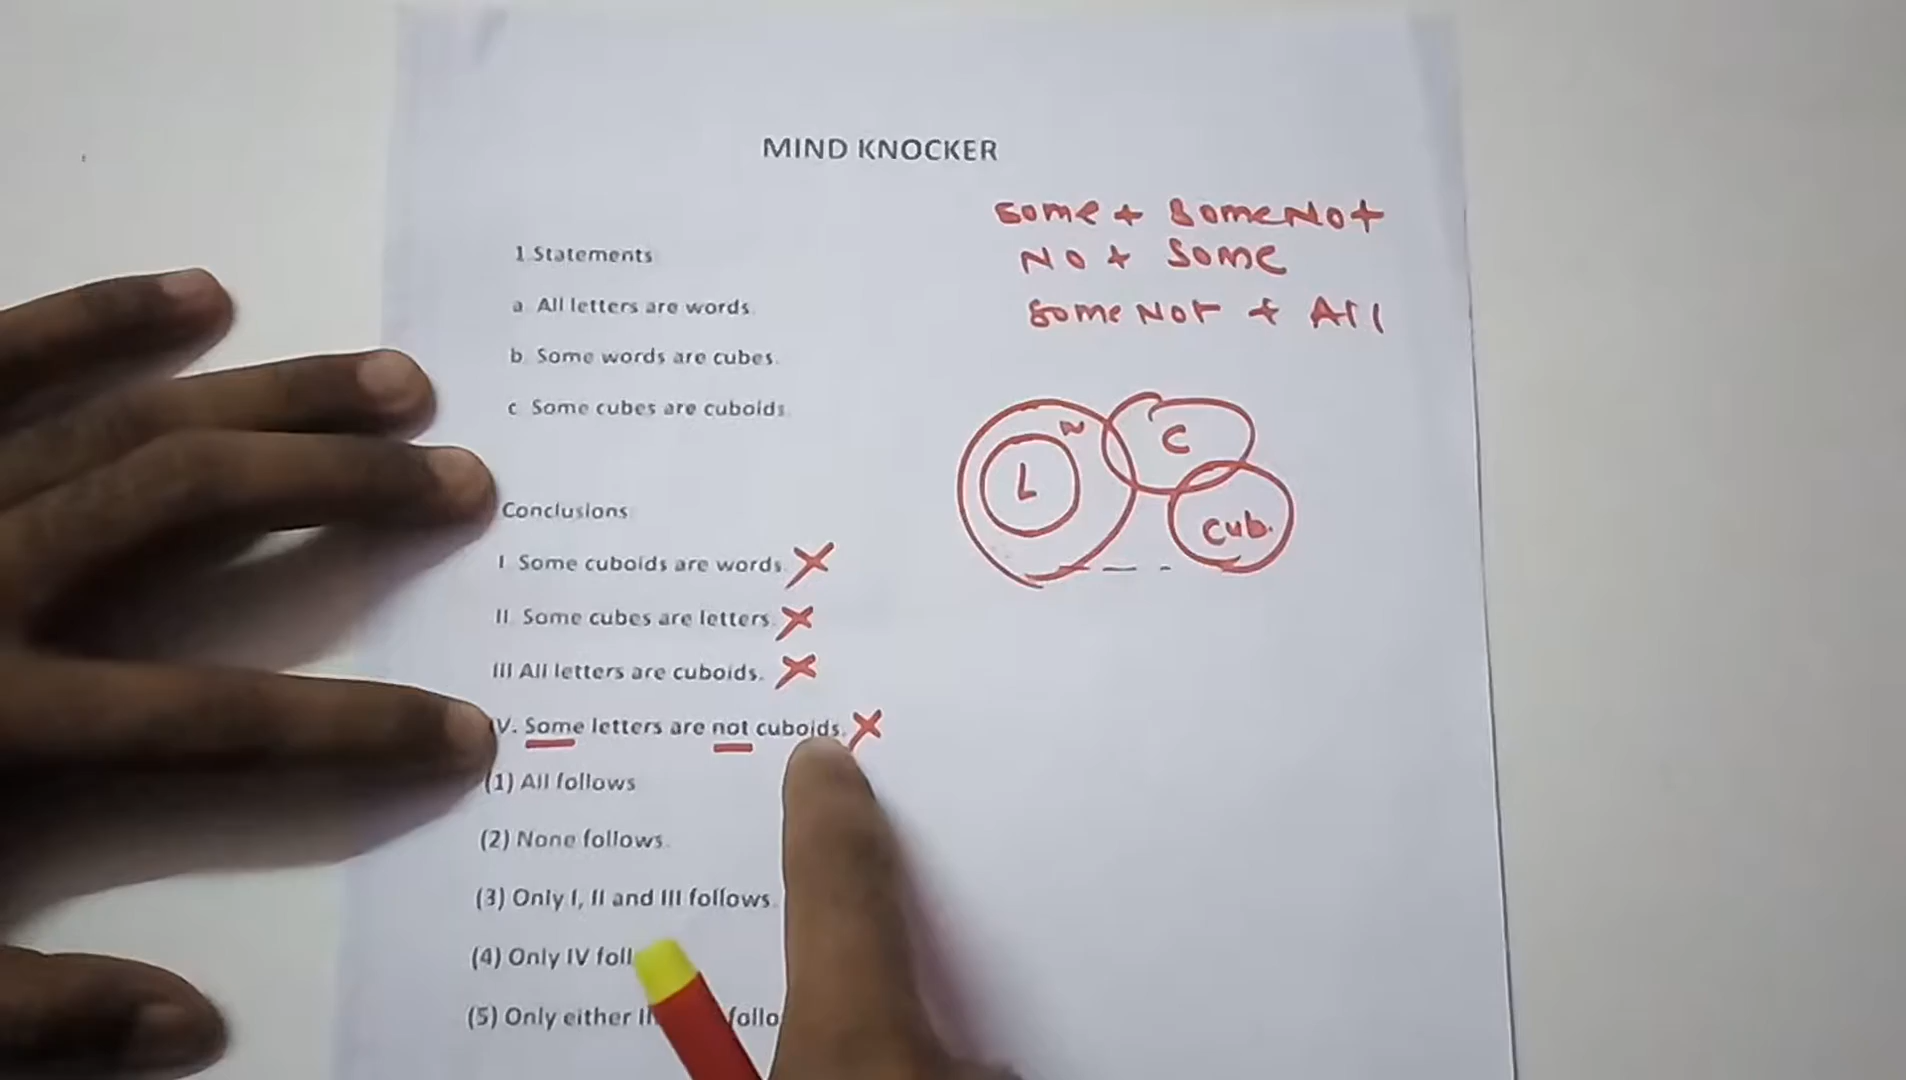 MIND KNOCKER
some + some Not
No + some
some Not + All
1 Statements
a. All letters are words.
b. Some words are cubes.
c. Some cubes are cuboids.
W
C
L
Cub.
Conclusions
I. Some cuboids are words. X
II. Some cubes are letters. X
III All letters are cuboids. X
V. Some letters are not cuboids. X
(1) All follows
(2) None follows.
(3) Only I, II and III follows.
(4) Only IV foll
(5) Only either follo